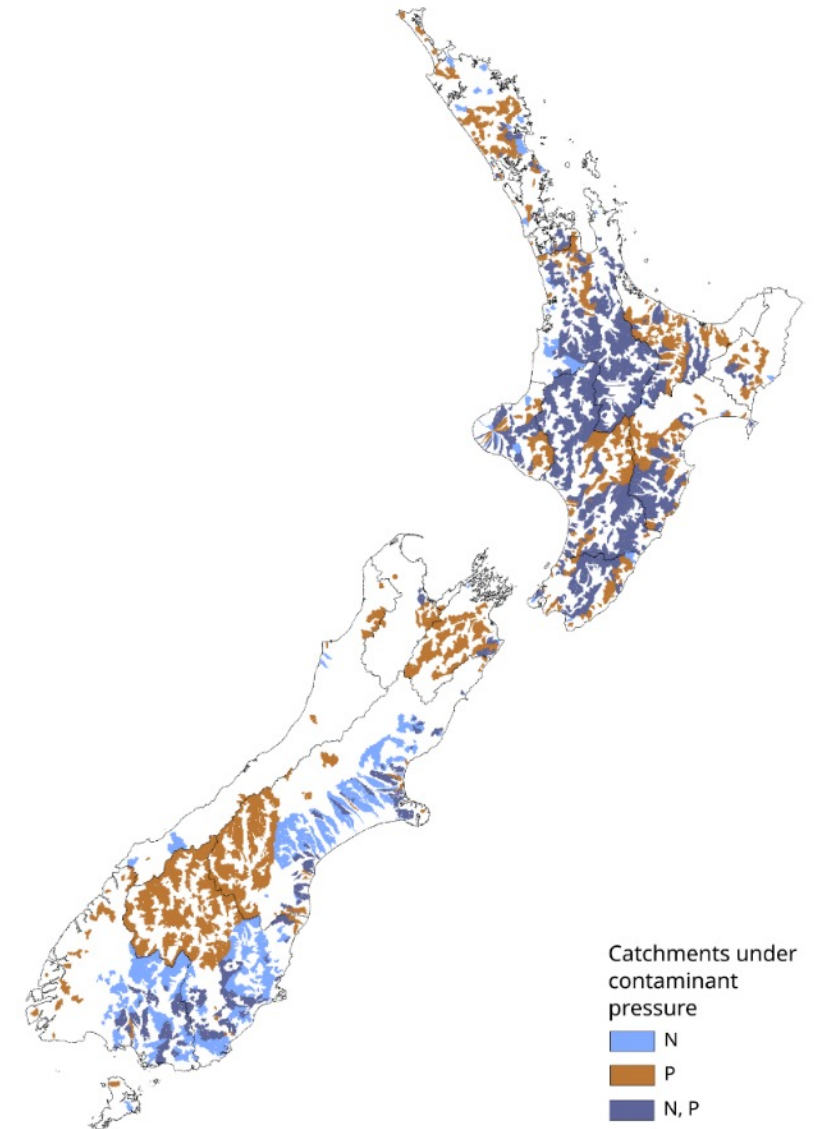 Catchments under
contaminant
pressure
N
P
N, P